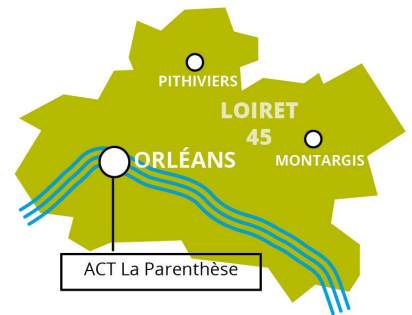 PITHIVIERS
LOIRET
45
MONTARGIS
ORLÉANS
ACT La Parenthèse